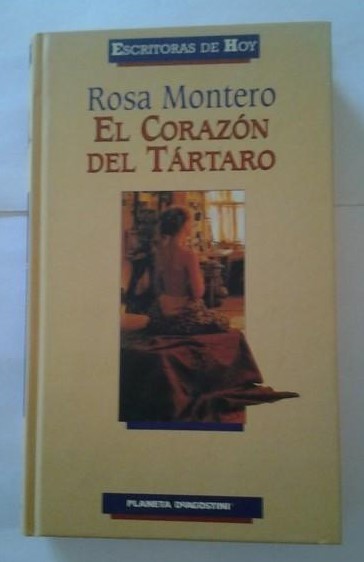 ESCRITORAS DE HOY
Rosa Montero
EL CORAZÓN
DEL TÁRTARO
PLANETA DEAGOSTINI